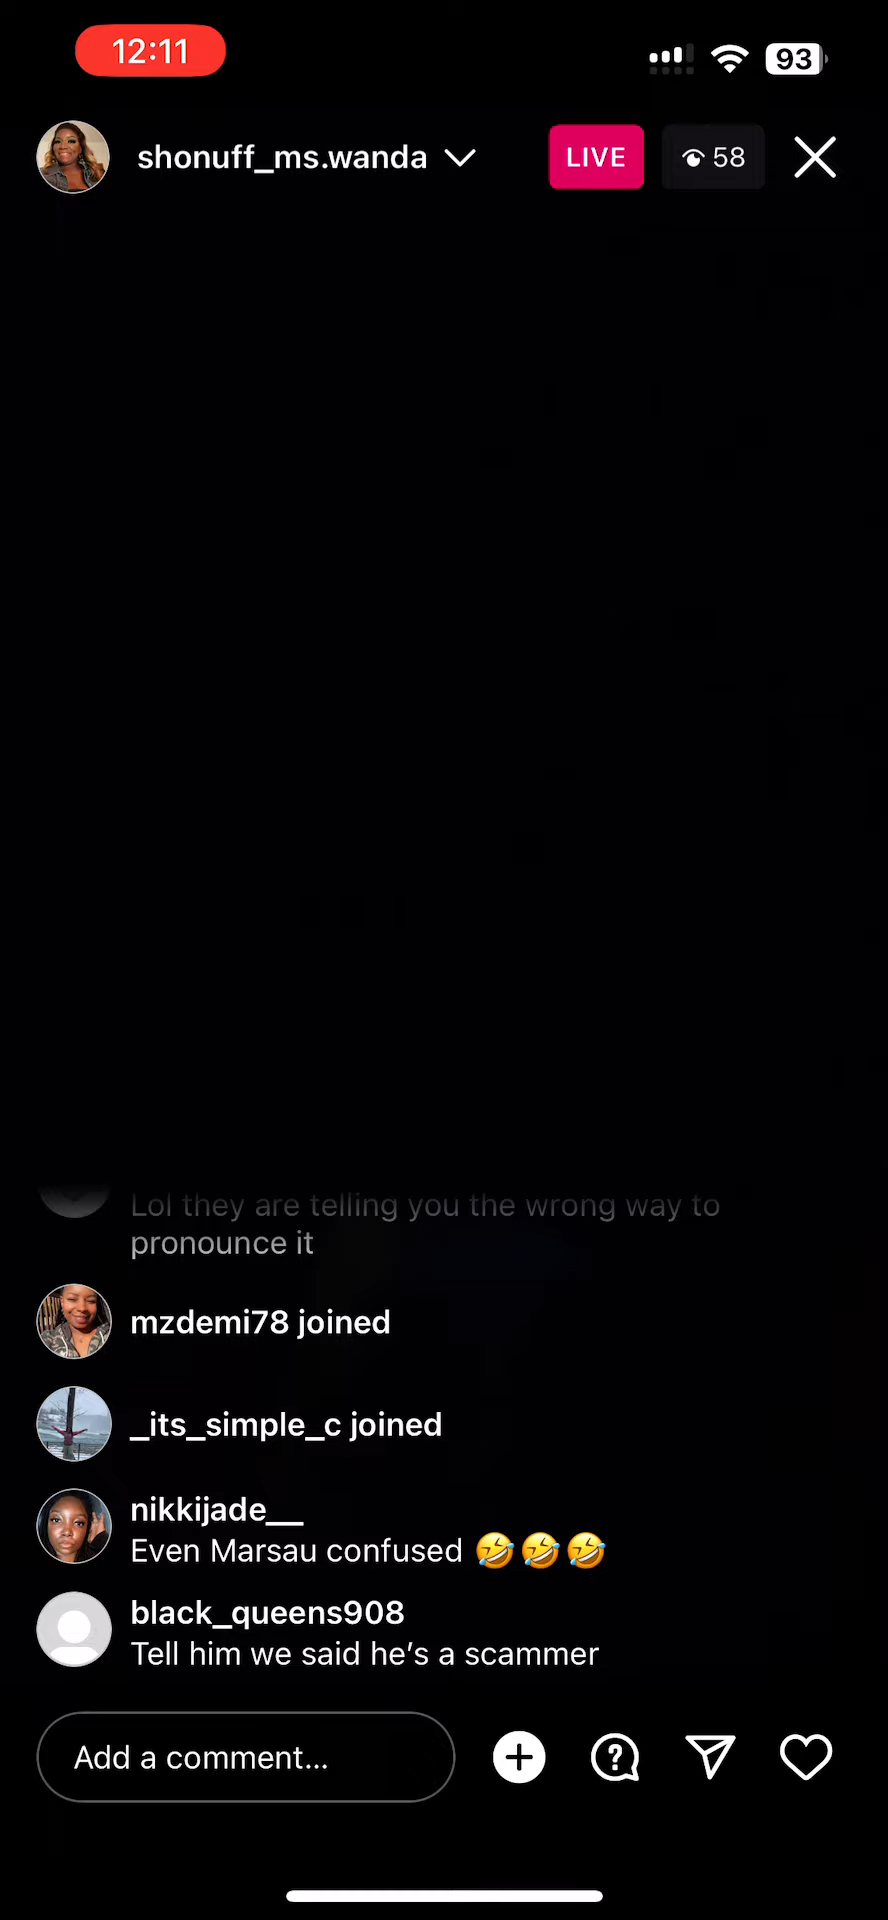 12:11
93
shonuff_ms.wanda
LIVE
58
Lol they are telling you the wrong way to
pronounce it
mzdemi78 joined
_its_simple_c joined
nikkijade__
Even Marsau confused 🤣🤣🤣
black_queens908
Tell him we said he’s a scammer
Add a comment...